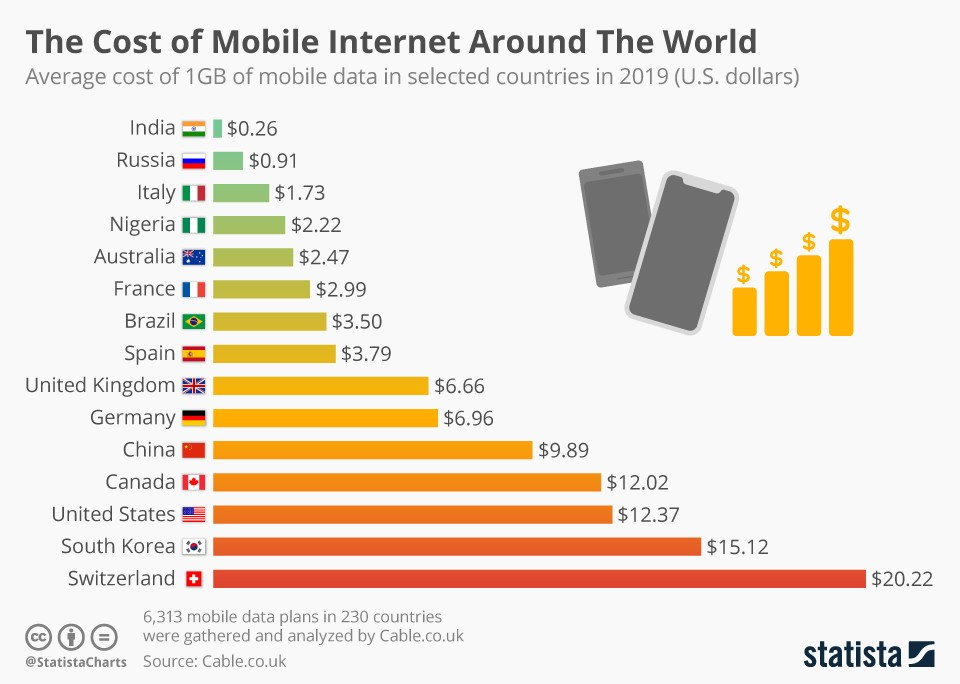 The Cost of Mobile Internet Around The World
Average cost of 1GB of mobile data in selected countries in 2019 (U.S. dollars)
India $0.26
Russia $0.91
Italy $1.73
Nigeria $2.22
Australia $2.47
France $2.99
Brazil $3.50
Spain $3.79
United Kingdom $6.66
Germany $6.96
China $9.89
Canada $12.02
United States $12.37
South Korea $15.12
Switzerland $20.22
$ $ $ $
6,313 mobile data plans in 230 countries
were gathered and analyzed by Cable.co.uk
cc =
@StatistaCharts Source: Cable.co.uk
statista